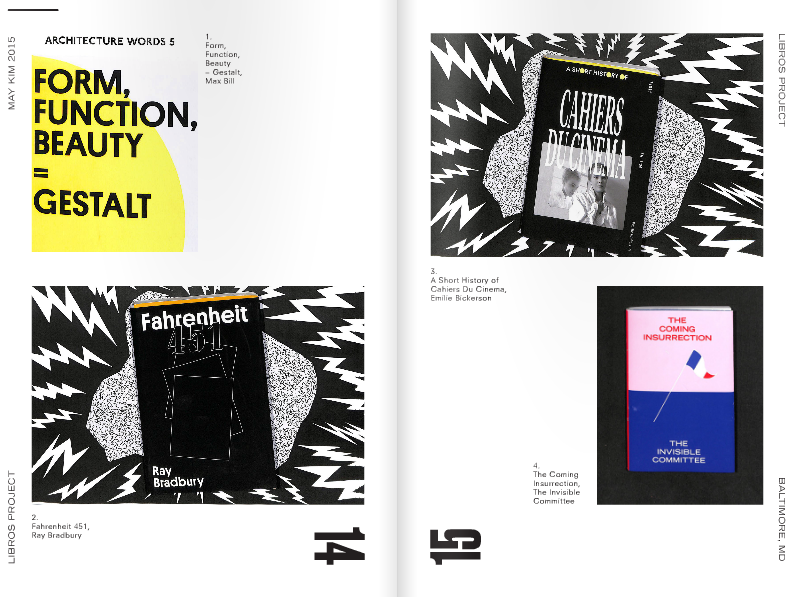 MAY KIM 2015
LIBROS PROJECT
ARCHITECTURE WORDS 5
FORM,
FUNCTION,
BEAUTY
=
GESTALT
1.
Form,
Function,
Beauty
= Gestalt,
Max Bill
Fahrenheit
451
Ray
Bradbury
2.
Fahrenheit 451,
Ray Bradbury
14
A SHORT HISTORY OF
CAHIERS
DU CINEMA
3.
A Short History of
Cahiers Du Cinema,
Emilie Bickerson
THE
COMING
INSURRECTION
THE
INVISIBLE
COMMITTEE
4.
The Coming
Insurrection,
The Invisible
Committee
15
LIBROS PROJECT
BALTIMORE, MD